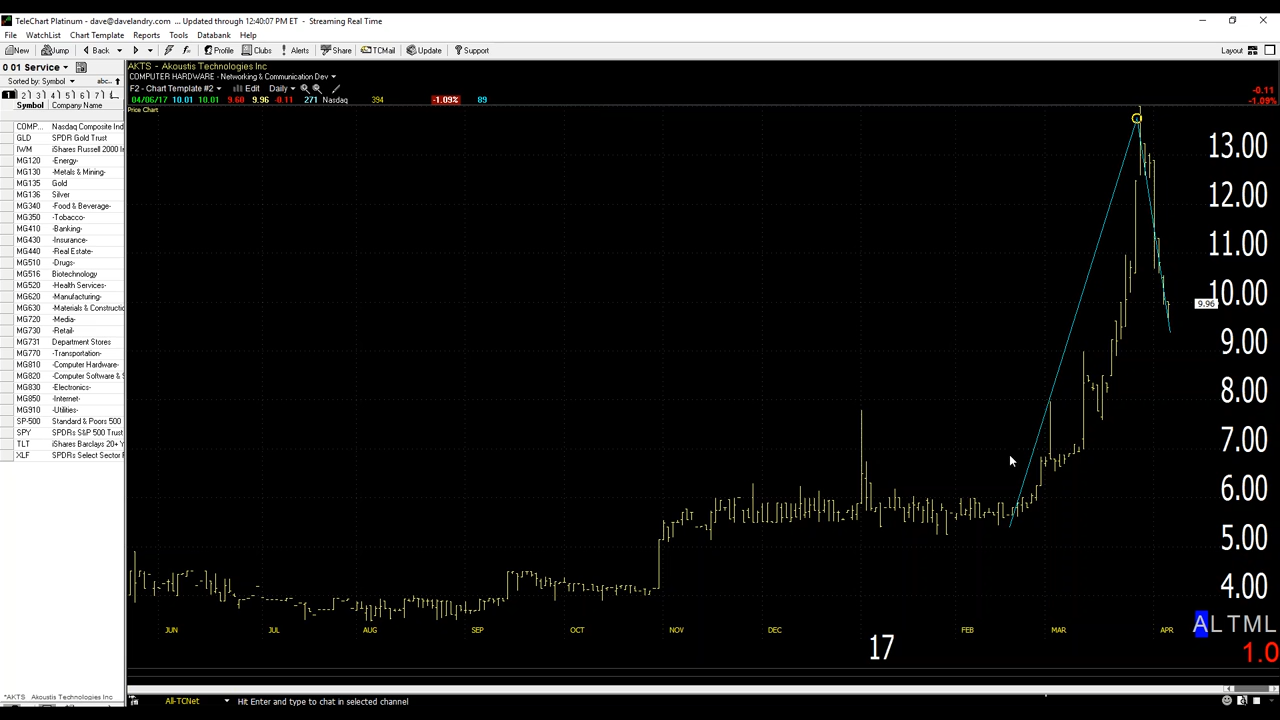 TeleChart Platinum - dave@davelandry.com ... Updated through 12:40:07 PM ET - Streaming Real Time
File WatchList Chart Template Reports Tools Databank Help
New Jump Back Profile Clubs Alerts Share TCMail Update Support Layout
0 01 Service
Sorted by: Symbol abc...
1 2 3 4 5 6 7
Symbol Company Name
COMP... Nasdaq Composite Ind
GLD SPDR Gold Trust
IWM iShares Russell 2000 I
MG120 -Energy-
MG130 -Metals & Mining-
MG135 Gold
MG136 Silver
MG340 -Food & Beverage-
MG350 -Tobacco-
MG410 -Banking-
MG430 -Insurance-
MG440 -Real Estate-
MG510 -Drugs-
MG516 Biotechnology
MG520 -Health Services-
MG620 -Manufacturing-
MG630 -Materials & Constructio
MG720 -Media-
MG730 -Retail-
MG731 Department Stores
MG770 -Transportation-
MG810 -Computer Hardware-
MG820 -Computer Software & S
MG830 -Electronics-
MG850 -Internet-
MG910 -Utilities-
SP-500 Standard & Poors 500
SPY SPDRs S&P 500 Trust
TLT iShares Barclays 20+ Y
XLF SPDRs Select Sector F
*AKTS Akoustis Technologies Inc
AKTS - Akoustis Technologies Inc
COMPUTER HARDWARE - Networking & Communication Dev
F2 - Chart Template #2 Edit Daily
04/06/17 10.01 10.01 9.60 9.96 -0.11 271 Nasdaq 394 -1.09% 89
-0.11
-1.09%
Price Chart
13.00
12.00
11.00
10.00
9.96
9.00
8.00
7.00
6.00
5.00
4.00
JUN JUL AUG SEP OCT NOV DEC 17 FEB MAR APR
ALTML
1.0
All-TCNet Hit Enter and type to chat in selected channel